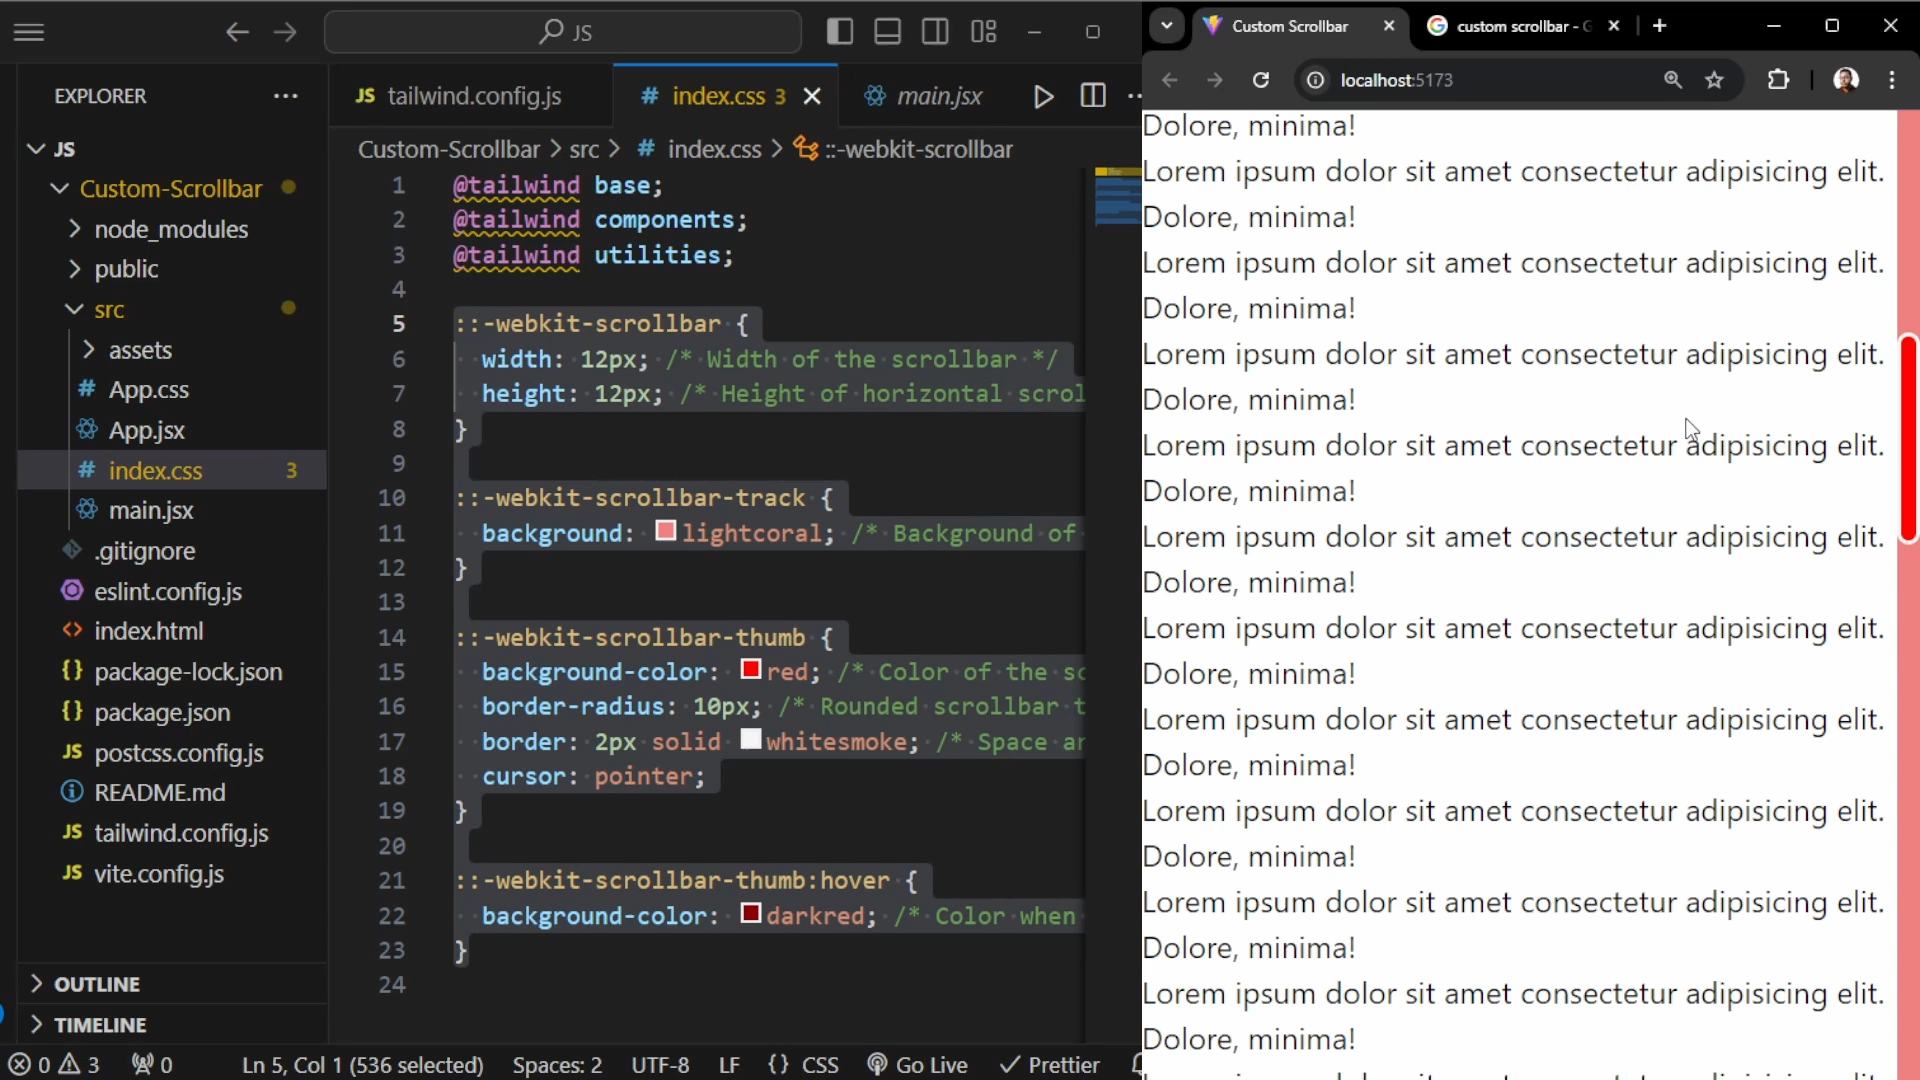 JS
Custom Scrollbar
custom scrollbar - G
EXPLORER
JS tailwind.config.js
# index.css 3
main.jsx
localhost:5173
JS
Custom-Scrollbar
node_modules
public
src
assets
# App.css
App.jsx
# index.css 3
main.jsx
.gitignore
eslint.config.js
<> index.html
{} package-lock.json
{} package.json
JS postcss.config.js
README.md
JS tailwind.config.js
JS vite.config.js
OUTLINE
TIMELINE
Custom-Scrollbar > src > # index.css > ::-webkit-scrollbar
1 @tailwind base;
2 @tailwind components;
3 @tailwind utilities;
4
5 ::-webkit-scrollbar {
6 width: 12px; /* Width of the scrollbar */
7 height: 12px; /* Height of horizontal scrol
8 }
9
10 ::-webkit-scrollbar-track {
11 background: lightcoral; /* Background of
12 }
13
14 ::-webkit-scrollbar-thumb {
15 background-color: red; /* Color of the sc
16 border-radius: 10px; /* Rounded scrollbar t
17 border: 2px solid whitesmoke; /* Space ar
18 cursor: pointer;
19 }
20
21 ::-webkit-scrollbar-thumb:hover {
22 background-color: darkred; /* Color when
23 }
24
Dolore, minima!
Lorem ipsum dolor sit amet consectetur adipisicing elit.
Dolore, minima!
Lorem ipsum dolor sit amet consectetur adipisicing elit.
Dolore, minima!
Lorem ipsum dolor sit amet consectetur adipisicing elit.
Dolore, minima!
Lorem ipsum dolor sit amet consectetur adipisicing elit.
Dolore, minima!
Lorem ipsum dolor sit amet consectetur adipisicing elit.
Dolore, minima!
Lorem ipsum dolor sit amet consectetur adipisicing elit.
Dolore, minima!
Lorem ipsum dolor sit amet consectetur adipisicing elit.
Dolore, minima!
Lorem ipsum dolor sit amet consectetur adipisicing elit.
Dolore, minima!
Lorem ipsum dolor sit amet consectetur adipisicing elit.
Dolore, minima!
Lorem ipsum dolor sit amet consectetur adipisicing elit.
Dolore, minima!
0 3 0 Ln 5, Col 1 (536 selected) Spaces: 2 UTF-8 LF {} CSS Go Live Prettier